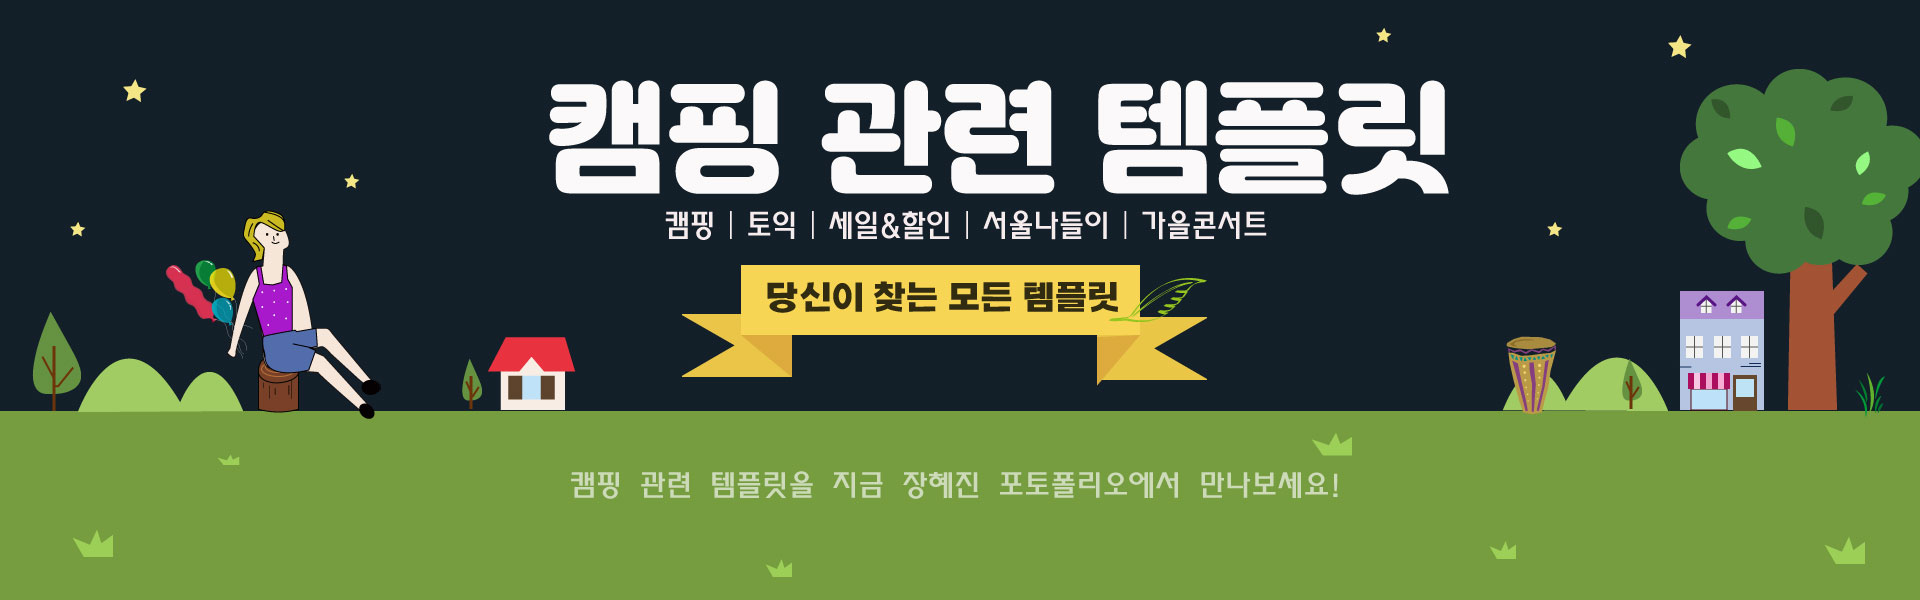 캠핑 관련 템플릿
캠핑 | 토익 | 세일&할인 | 서울나들이 | 가을콘서트
당신이 찾는 모든 템플릿
캠핑 관련 템플릿을 지금 장혜진 포토폴리오에서 만나보세요!